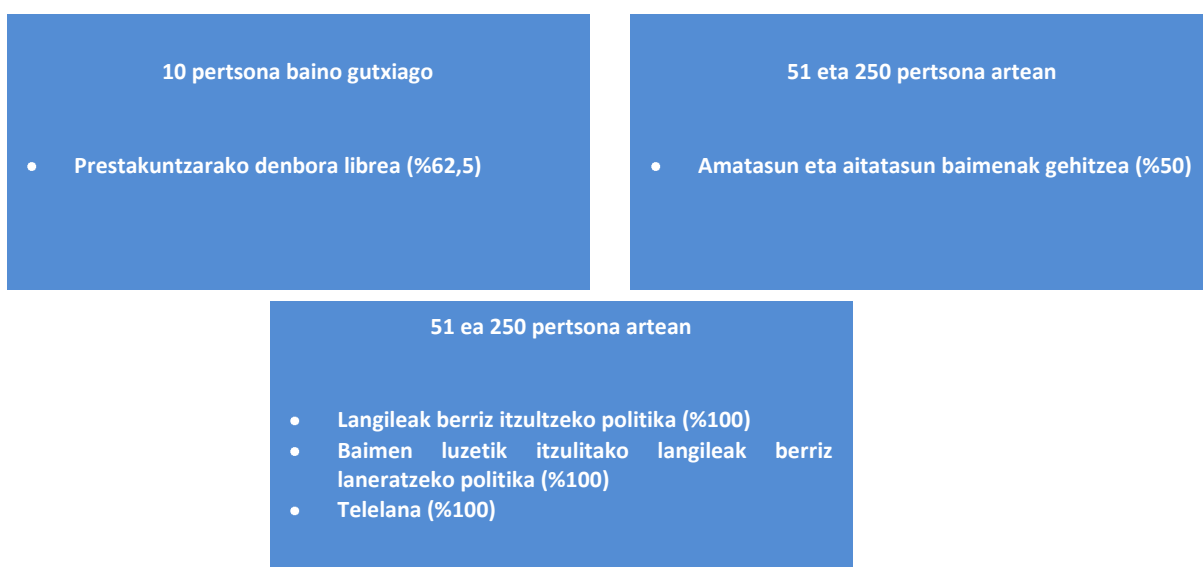 10 pertsona baino gutxiago
● Prestakuntzarako denbora librea (%62,5)
51 eta 250 pertsona artean
● Amatasun eta aitatasun baimenak gehitzea (%50)
51 ea 250 pertsona artean
● Langileak berriz itzultzeko politika (%100)
● Baimen luzetik itzulitako langileak berriz
laneratzeko politika (%100)
● Telelana (%100)